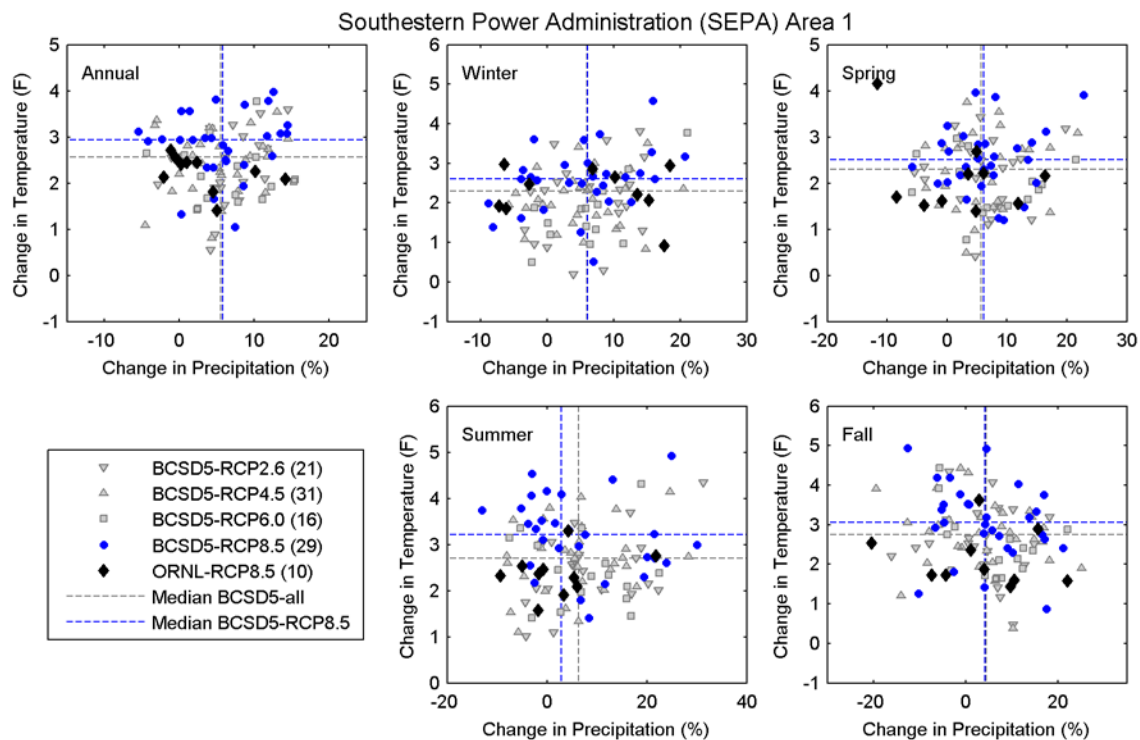 Southestern Power Administration (SEPA) Area 1
Annual
Change in Temperature (F)
5
4
3
2
1
0
-1
-10
0
10
20
Change in Precipitation (%)
Winter
Change in Temperature (F)
6
5
4
3
2
1
0
-1
-10
0
10
20
30
Change in Precipitation (%)
Spring
Change in Temperature (F)
5
4
3
2
1
0
-1
-10
0
10
20
30
Change in Precipitation (%)
BCSD5-RCP2.6 (21)
BCSD5-RCP4.5 (31)
BCSD5-RCP6.0 (16)
BCSD5-RCP8.5 (29)
ORNL-RCP8.5 (10)
Median BCSD5-all
Median BCSD5-RCP8.5
Summer
Change in Temperature (F)
6
5
4
3
2
1
0
-20
0
20
40
Change in Precipitation (%)
Fall
Change in Temperature (F)
6
5
4
3
2
1
0
-1
-20
0
20
Change in Precipitation (%)